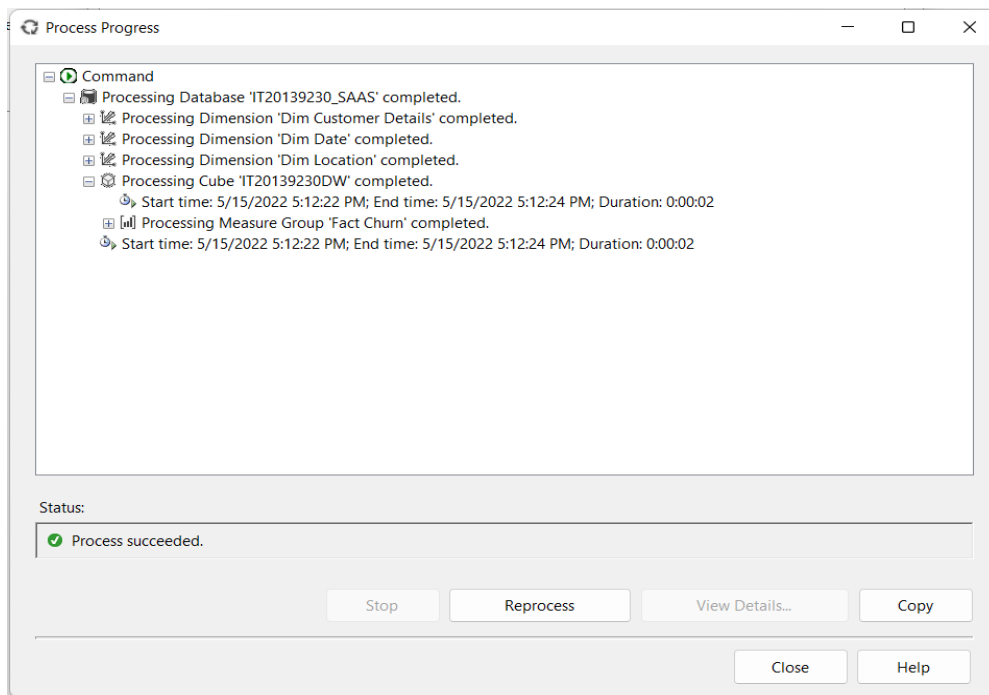 Process Progress
Command
Processing Database 'IT20139230_SAAS' completed.
Processing Dimension 'Dim Customer Details' completed.
Processing Dimension 'Dim Date' completed.
Processing Dimension 'Dim Location' completed.
Processing Cube 'IT20139230DW' completed.
Start time: 5/15/2022 5:12:22 PM; End time: 5/15/2022 5:12:24 PM; Duration: 0:00:02
Processing Measure Group 'Fact Churn' completed.
Start time: 5/15/2022 5:12:22 PM; End time: 5/15/2022 5:12:24 PM; Duration: 0:00:02
Status:
Process succeeded.
Stop Reprocess View Details... Copy
Close Help